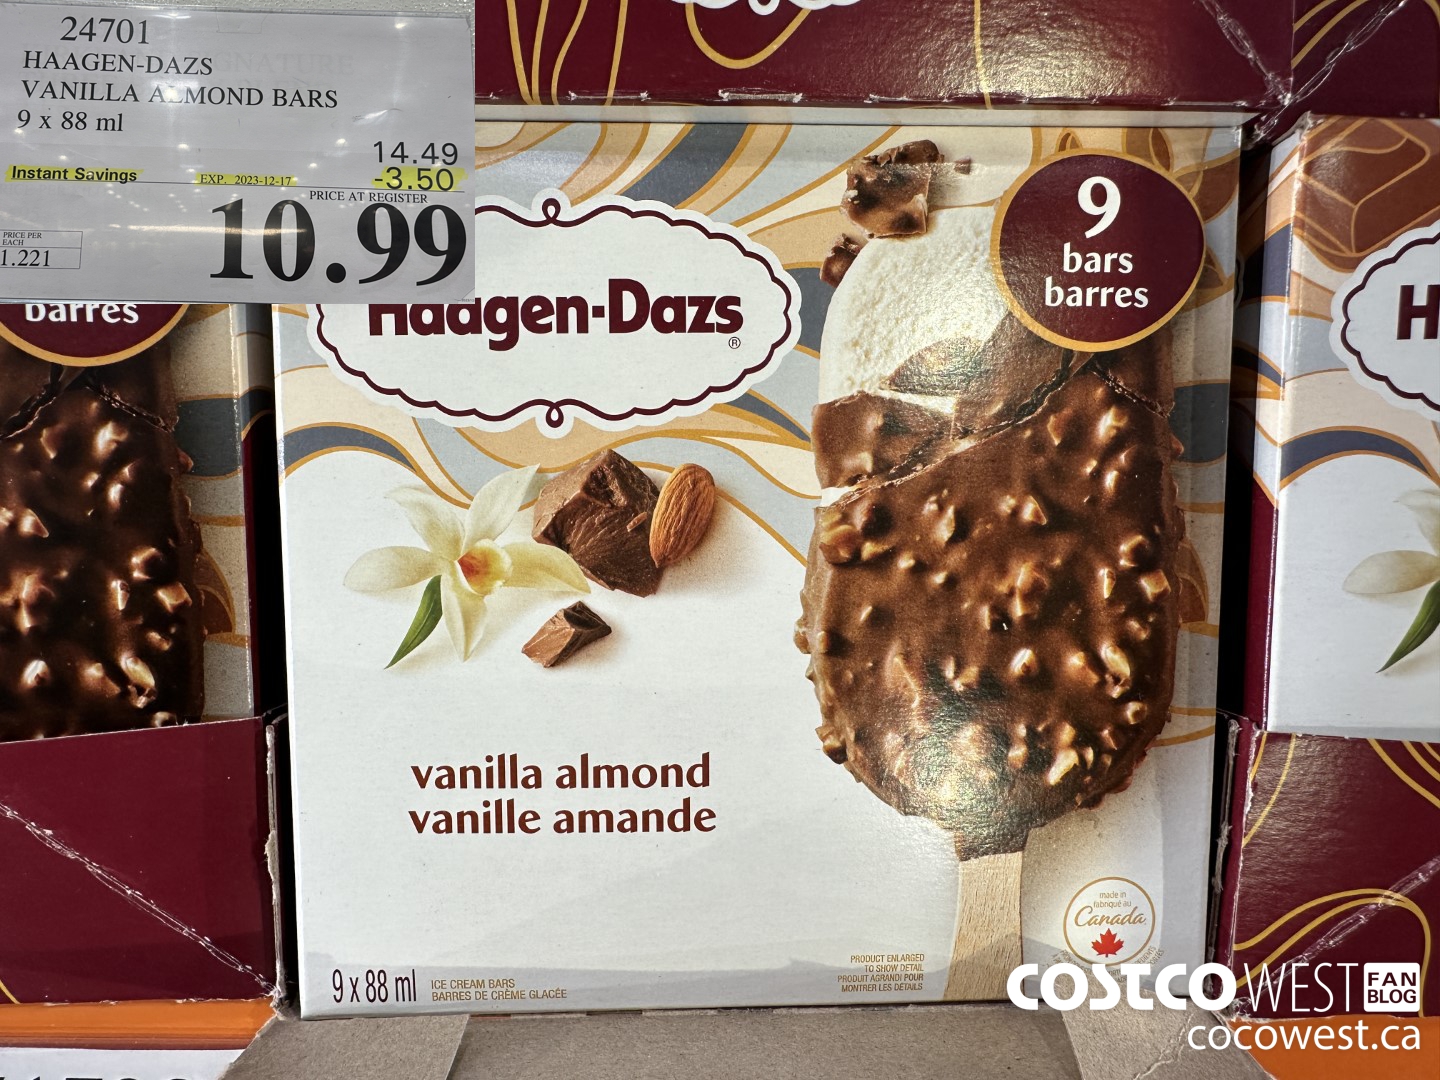 24701
HAAGEN-DAZS
VANILLA ALMOND BARS
9 x 88 ml
14.49
Instant Savings
EXP. 2023-12-17
-3.50
PRICE AT REGISTER
10.99
PRICE PER
EACH
1.221
barres
Häagen-Dazs
®
9
bars
barres
H
vanilla almond
vanille amande
made in
fabriqué au
Canada
9 x 88 ml
ICE CREAM BARS
BARRES DE CRÈME GLACÉE
PRODUCT ENLARGED
TO SHOW DETAIL
PRODUIT AGRANDI POUR
MONTRER LES DÉTAILS
COSTCO WEST FAN BLOG
cocowest.ca